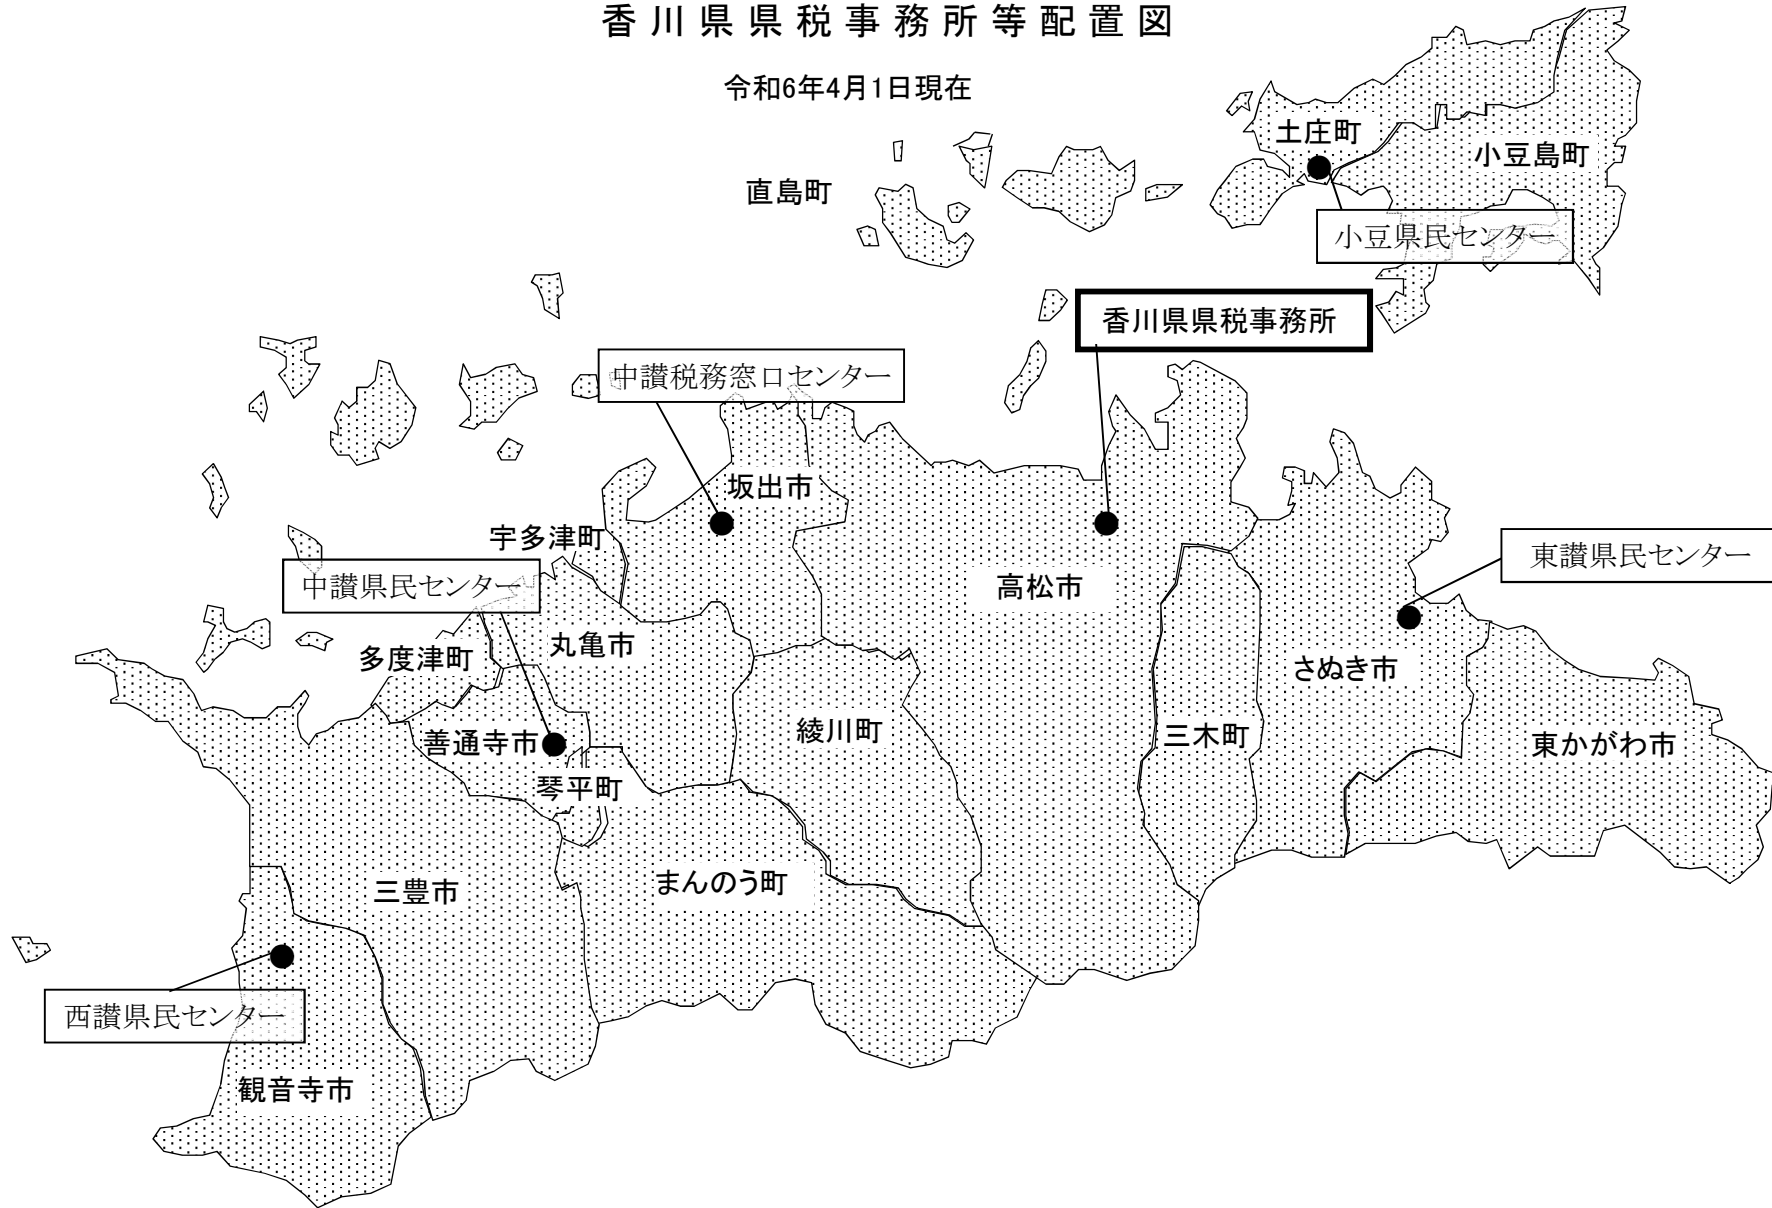 香川県県税事務所等配置図
令和6年4月1日現在
土庄町
小豆島町
直島町
小豆県民センター
香川県県税事務所
中讃税務窓口センター
坂出市
宇多津町
東讃県民センター
中讃県民センター
高松市
丸亀市
多度津町
さぬき市
綾川町
三木町
善通寺市
東かがわ市
琴平町
まんのう町
三豊市
西讃県民センター
観音寺市